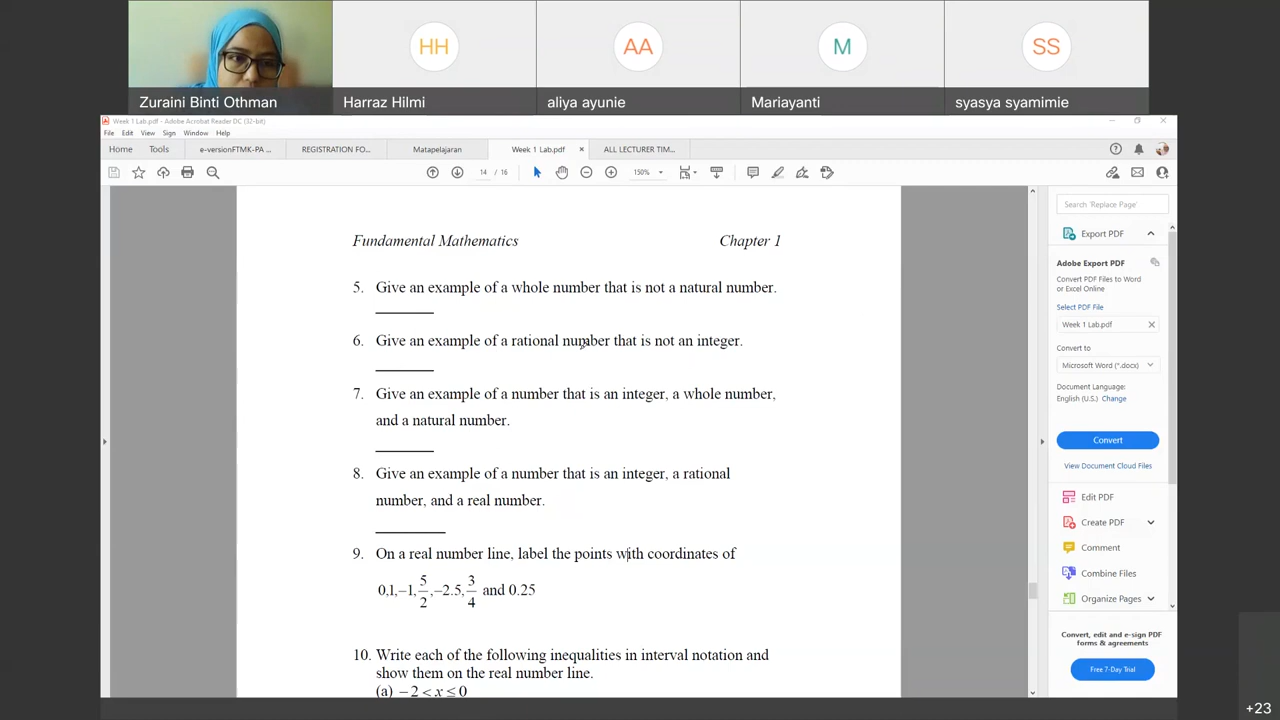 HH
AA
M
SS
Zuraini Binti Othman
Harraz Hilmi
aliya ayunie
Mariayanti
syasya syamimie
Week 1 Lab.pdf - Adobe Acrobat Reader DC (32-bit)
File Edit View Sign Window Help
Home Tools e-versionFTMK-PA ... REGISTRATION FO... Matapelajaran Week 1 Lab.pdf × ALL LECTURER TIM...
14 / 16 150%
Search 'Replace Page'
Export PDF
Adobe Export PDF
Convert PDF Files to Word
or Excel Online
Select PDF File
Week 1 Lab.pdf
Convert to
Microsoft Word (*.docx)
Document Language:
English (U.S.) Change
Convert
View Document Cloud Files
Edit PDF
Create PDF
Comment
Combine Files
Organize Pages
Convert, edit and e-sign PDF
forms & agreements
Free 7-Day Trial
Fundamental Mathematics Chapter 1
5. Give an example of a whole number that is not a natural number.
6. Give an example of a rational number that is not an integer.
7. Give an example of a number that is an integer, a whole number,
and a natural number.
8. Give an example of a number that is an integer, a rational
number, and a real number.
9. On a real number line, label the points with coordinates of
0,1,−1, 5/2, −2.5, 3/4 and 0.25
10. Write each of the following inequalities in interval notation and
show them on the real number line.
(a) −2 < x ≤ 0
+23